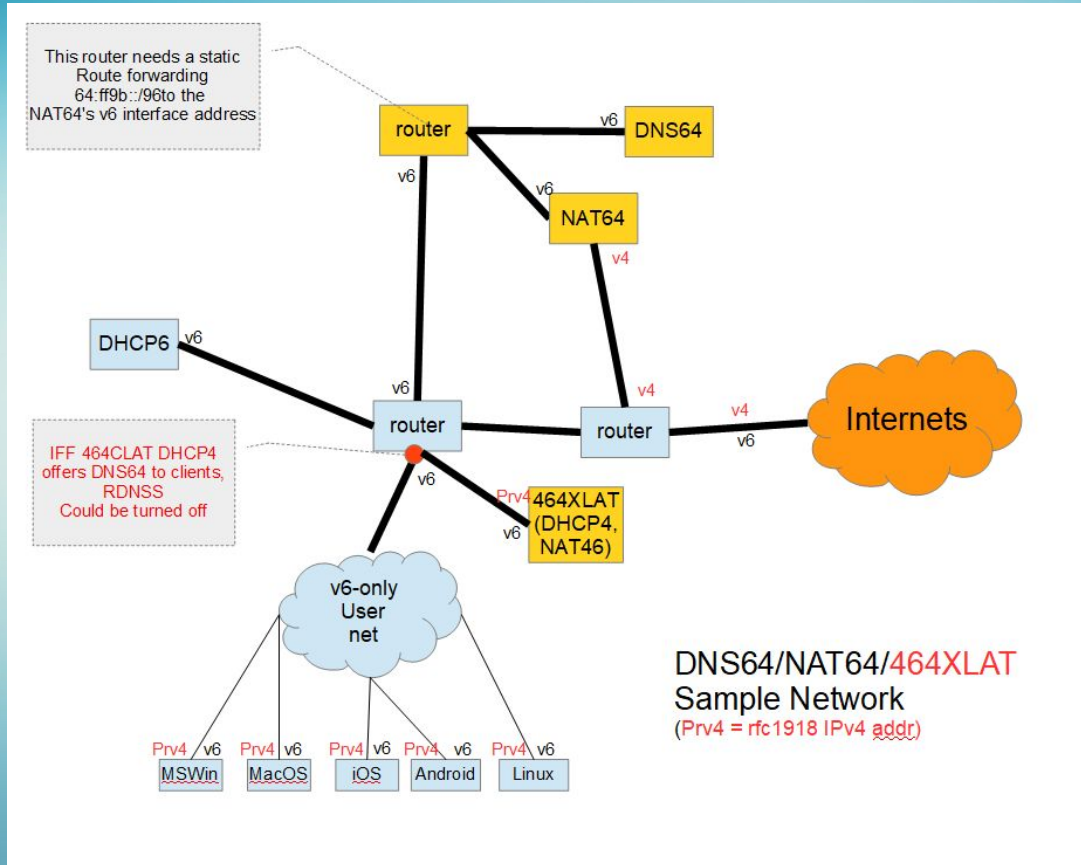 This router needs a static
Route forwarding
64:ff9b::/96to the
NAT64's v6 interface address
router
v6
DNS64
v6
v6
NAT64
v4
DHCP6
v6
v6
router
v4
router
v4
v6
Internets
IFF 464CLAT DHCP4
offers DNS64 to clients,
RDNSS
Could be turned off
v6
Prv4
v6
464XLAT
(DHCP4,
NAT46)
v6-only
User
net
DNS64/NAT64/464XLAT
Sample Network
(Prv4 = rfc1918 IPv4 addr)
Prv4 v6
Prv4 v6
Prv4 v6
Prv4 v6
Prv4 v6
MSWin
MacOS
iOS
Android
Linux